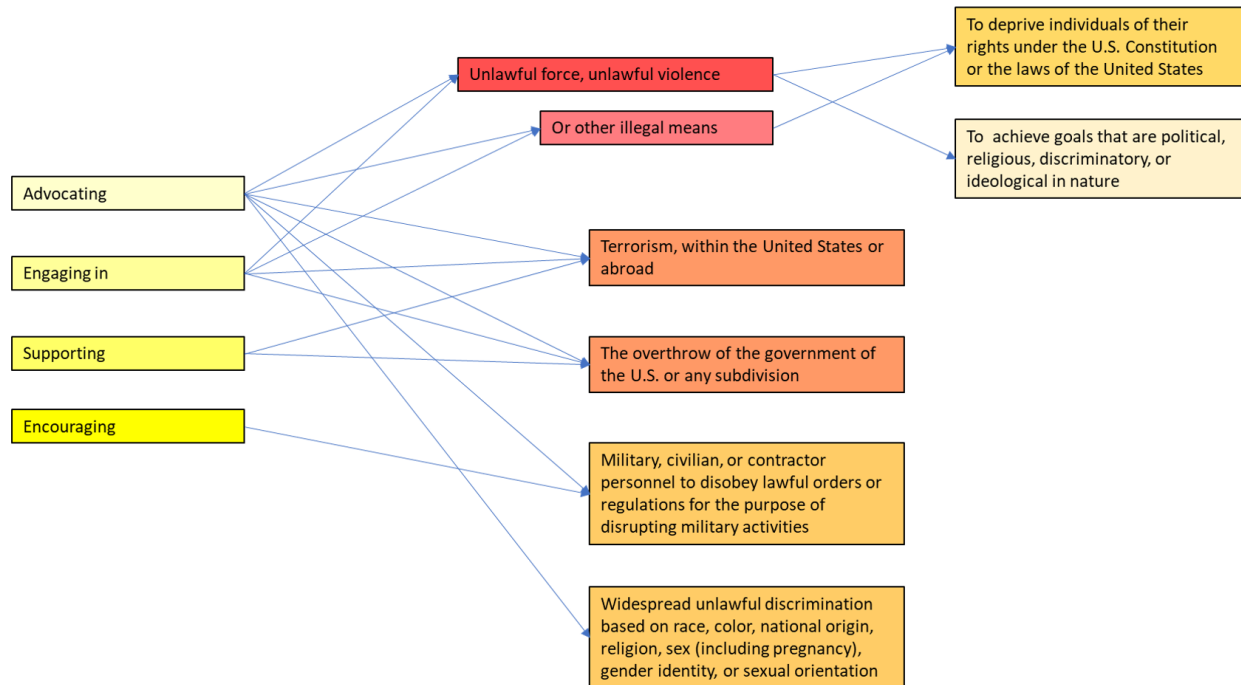 To deprive individuals of their
rights under the U.S. Constitution
or the laws of the United States
Unlawful force, unlawful violence
Or other illegal means
To achieve goals that are political,
religious, discriminatory, or
ideological in nature
Advocating
Engaging in
Supporting
Encouraging
Terrorism, within the United States or
abroad
The overthrow of the government of
the U.S. or any subdivision
Military, civilian, or contractor
personnel to disobey lawful orders or
regulations for the purpose of
disrupting military activities
Widespread unlawful discrimination
based on race, color, national origin,
religion, sex (including pregnancy),
gender identity, or sexual orientation